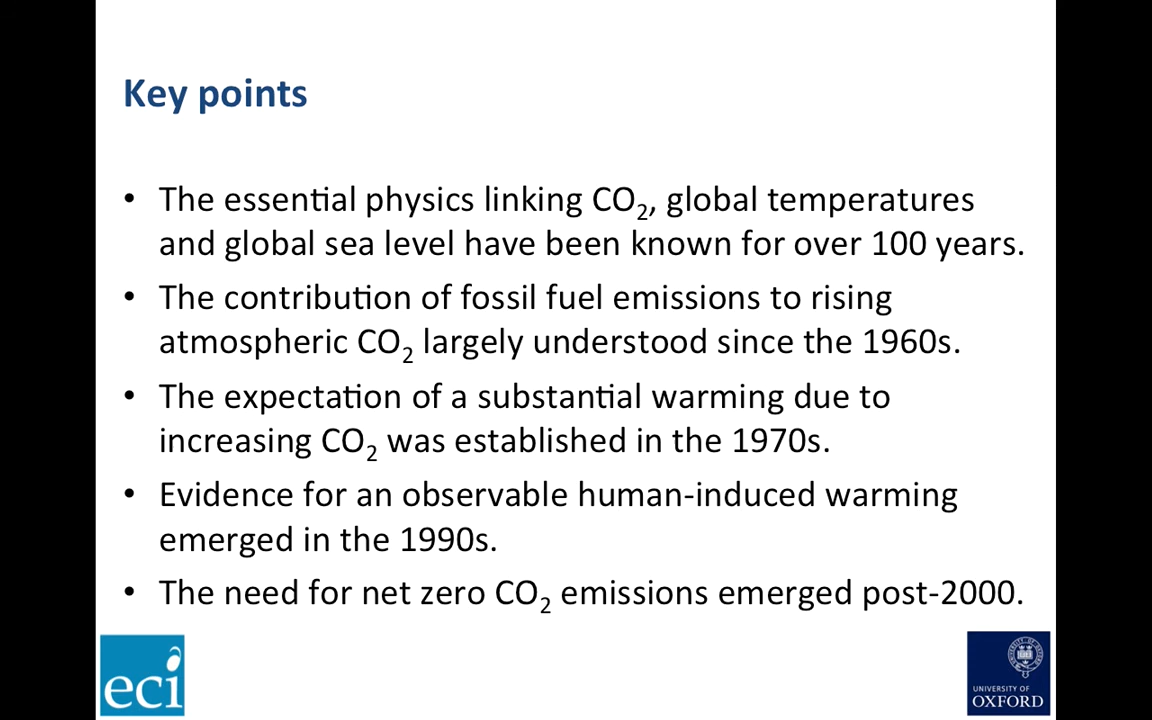 Key points
• The essential physics linking CO₂, global temperatures
and global sea level have been known for over 100 years.
• The contribution of fossil fuel emissions to rising
atmospheric CO₂ largely understood since the 1960s.
• The expectation of a substantial warming due to
increasing CO₂ was established in the 1970s.
• Evidence for an observable human-induced warming
emerged in the 1990s.
• The need for net zero CO₂ emissions emerged post-2000.
eci
UNIVERSITY OF
OXFORD